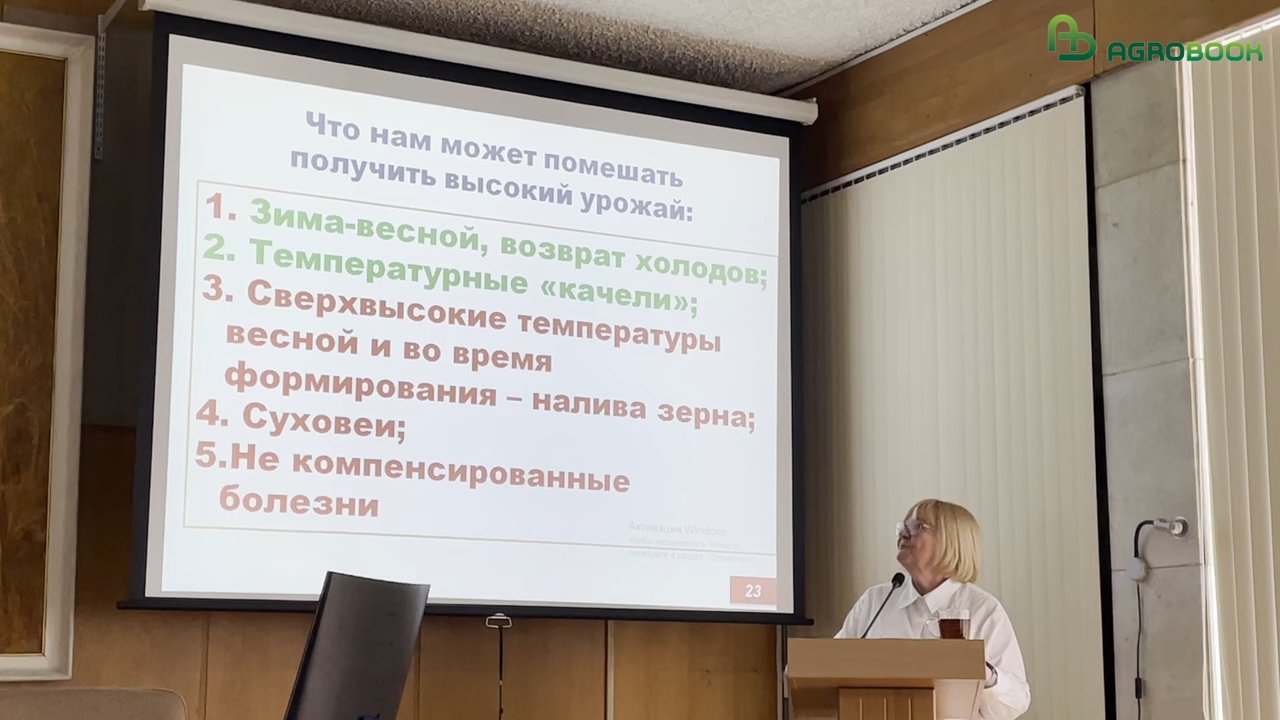 AGROBOOK
Что нам может помешать
получить высокий урожай:
1. Зима-весной, возврат холодов;
2. Температурные «качели»;
3. Сверхвысокие температуры
весной и во время
формирования – налива зерна;
4. Суховеи;
5.Не компенсированные
болезни
Активация Windows
23